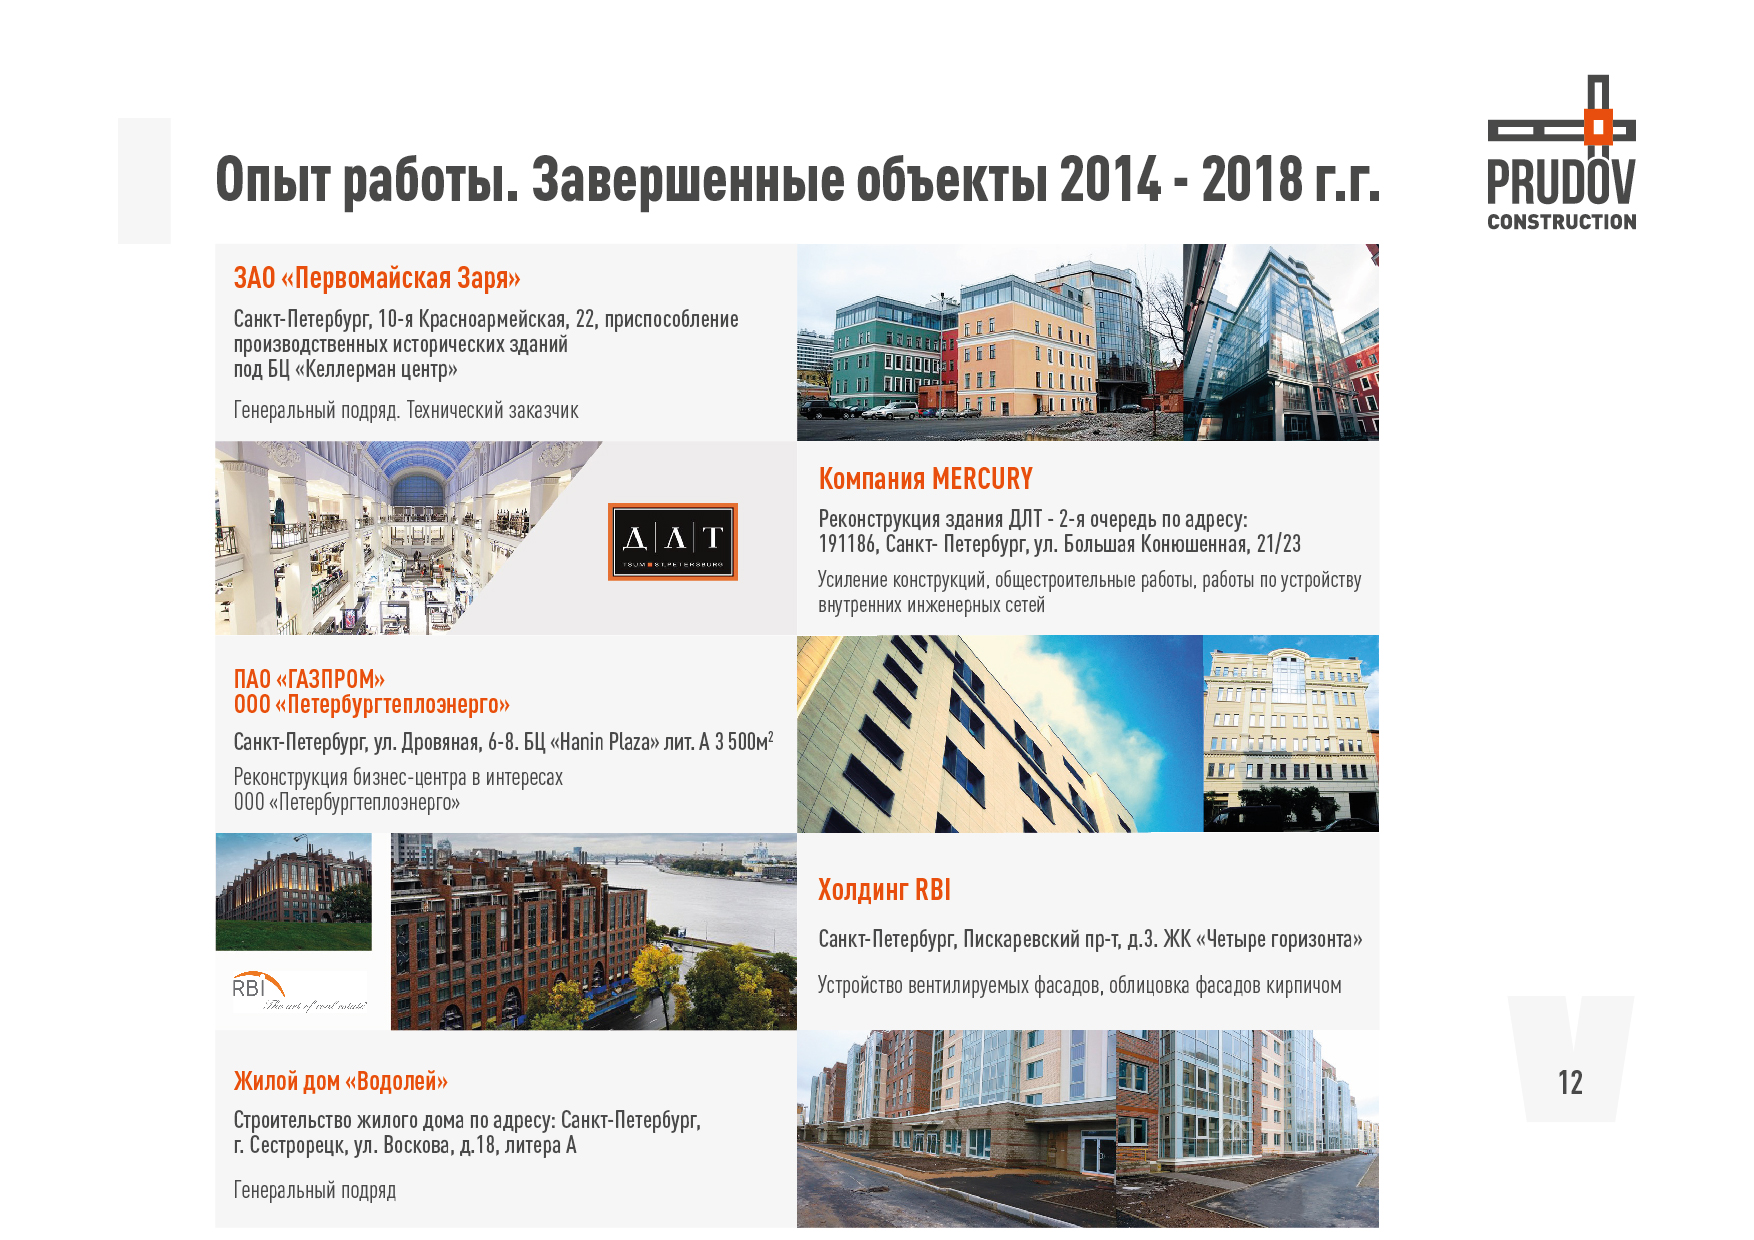 Опыт работы. Завершенные объекты 2014 - 2018 г.г.
PRUDOV
CONSTRUCTION
ЗАО «Первомайская Заря»
Санкт-Петербург, 10-я Красноармейская, 22, приспособление
производственных исторических зданий
под БЦ «Келлерман центр»
Генеральный подряд. Технический заказчик
ДЛТ
TSUM ST.PETERSBURG
Компания MERCURY
Реконструкция здания ДЛТ - 2-я очередь по адресу:
191186, Санкт- Петербург, ул. Большая Конюшенная, 21/23
Усиление конструкций, общестроительные работы, работы по устройству
внутренних инженерных сетей
ПАО «ГАЗПРОМ»
ООО «Петербургтеплоэнерго»
Санкт-Петербург, ул. Дровяная, 6-8. БЦ «Hanin Plaza» лит. А 3 500м²
Реконструкция бизнес-центра в интересах
ООО «Петербургтеплоэнерго»
RBI
The art of real estate
Холдинг RBI
Санкт-Петербург, Пискаревский пр-т, д.3. ЖК «Четыре горизонта»
Устройство вентилируемых фасадов, облицовка фасадов кирпичом
Жилой дом «Водолей»
Строительство жилого дома по адресу: Санкт-Петербург,
г. Сестрорецк, ул. Воскова, д.18, литера А
Генеральный подряд
12